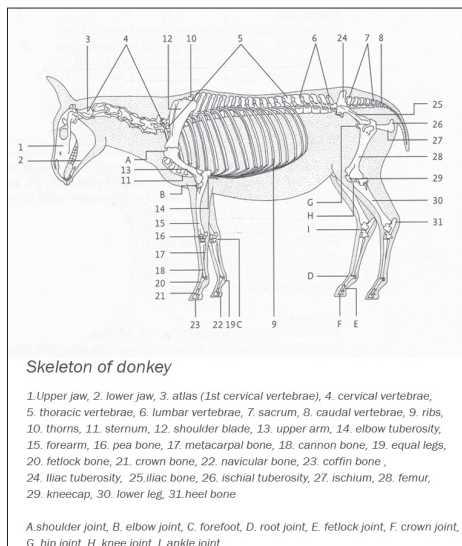 3 4 12 10 5 6 24 7 8
25
26
1
27
2
28
A
13
29
11
G
30
B
H
14
I
31
15
16
17
18
D
20
21
23 22 19 C 9 F E
Skeleton of donkey
1.Upper jaw, 2. lower jaw, 3. atlas (1st cervical vertebrae), 4. cervical vertebrae,
5. thoracic vertebrae, 6. lumbar vertebrae, 7. sacrum, 8. caudal vertebrae, 9. ribs,
10. thorns, 11. sternum, 12. shoulder blade, 13. upper arm, 14. elbow tuberosity,
15. forearm, 16. pea bone, 17. metacarpal bone, 18. cannon bone, 19. equal legs,
20. fetlock bone, 21. crown bone, 22. navicular bone, 23. coffin bone ,
24. Iliac tuberosity, 25.iliac bone, 26. ischial tuberosity, 27. ischium, 28. femur,
29. kneecap, 30. lower leg, 31.heel bone
A.shoulder joint, B. elbow joint, C. forefoot, D. root joint, E. fetlock joint, F. crown joint,
G. hip joint, H. knee joint, I. ankle joint